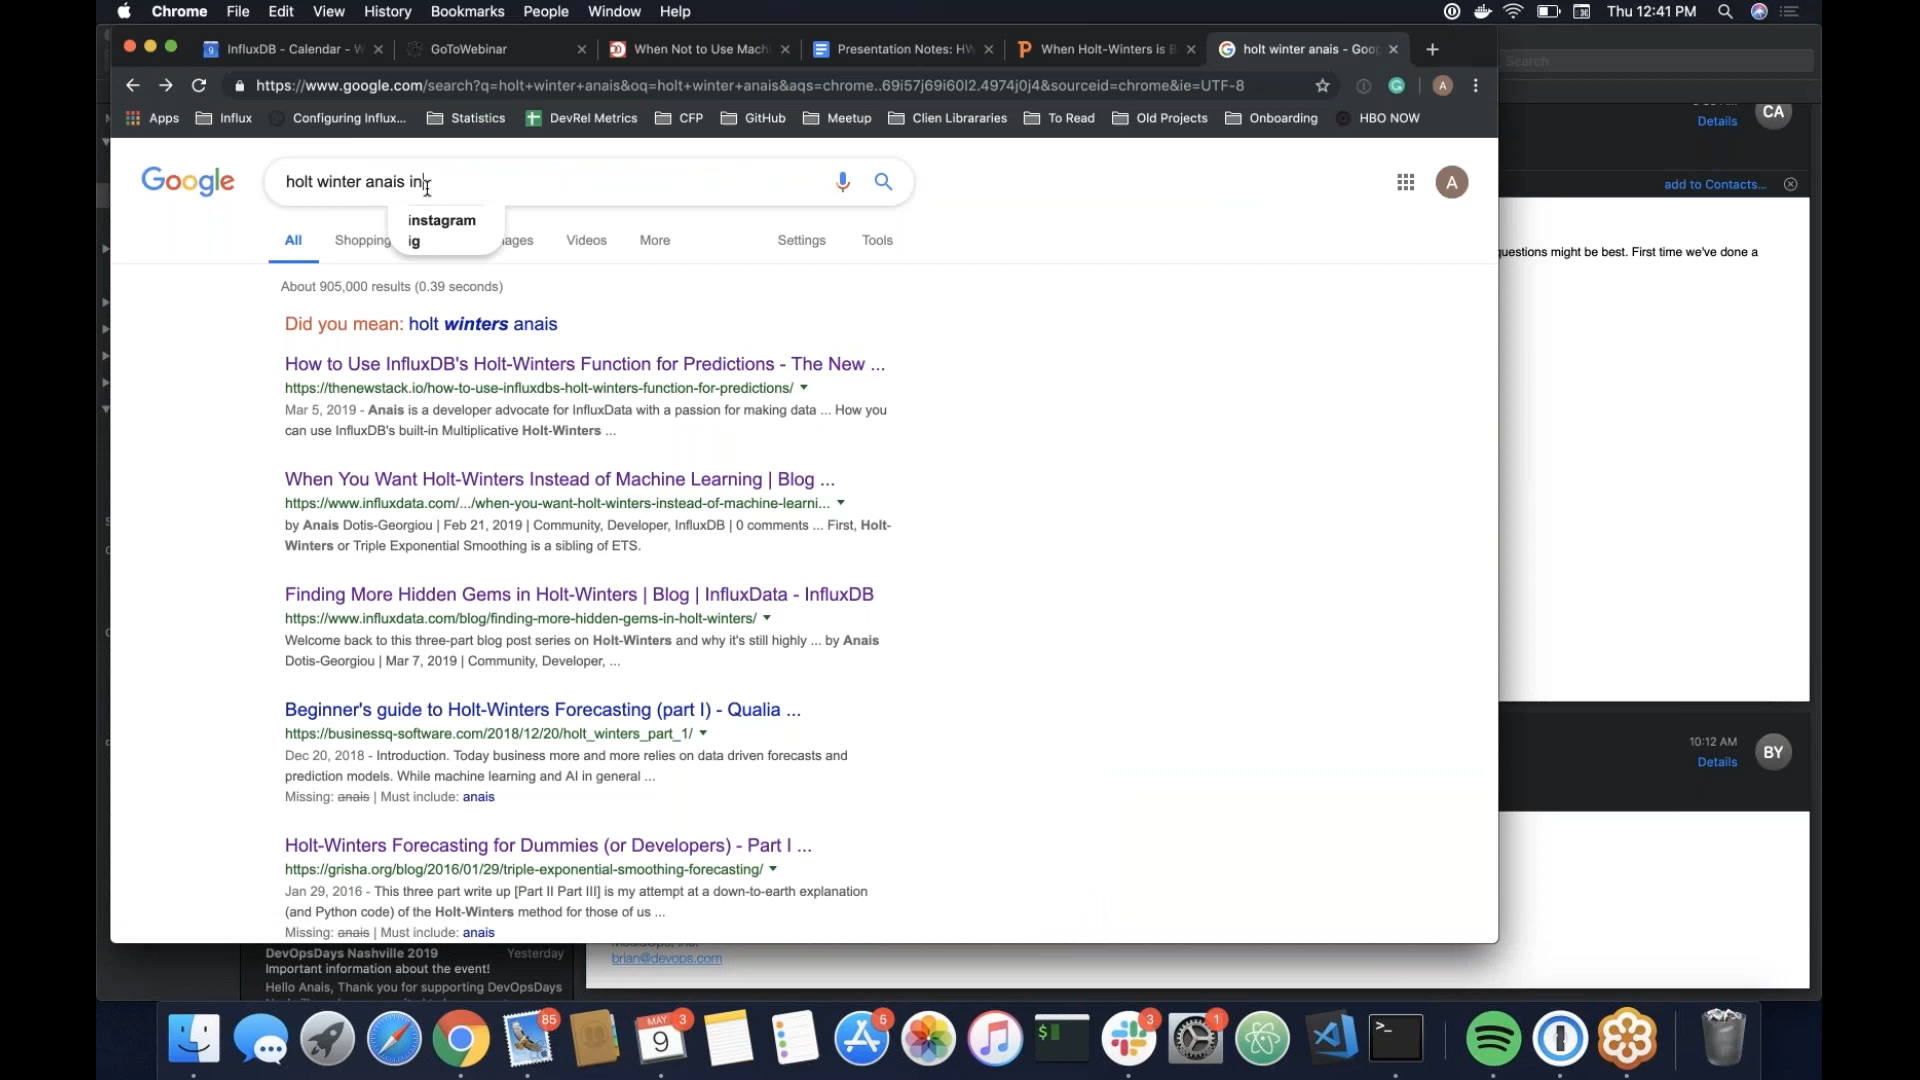 Chrome File Edit View History Bookmarks People Window Help
Thu 12:41 PM
InfluxDB - Calendar - W
GoToWebinar
When Not to Use Mach
Presentation Notes: HW
When Holt-Winters is B
holt winter anais - Goo
https://www.google.com/search?q=holt+winter+anais&oq=holt+winter+anais&aqs=chrome..69i57j69i60l2.4974j0j4&sourceid=chrome&ie=UTF-8
A
Search
Apps Influx Configuring Influx... Statistics DevRel Metrics CFP GitHub Meetup Clien Librararies To Read Old Projects Onboarding HBO NOW
Details
CA
Google
holt winter anais in
A
add to Contacts...
instagram
ig
All Shopping ages Videos More Settings Tools
questions might be best. First time we've done a
About 905,000 results (0.39 seconds)
Did you mean: holt winters anais
How to Use InfluxDB's Holt-Winters Function for Predictions - The New ...
https://thenewstack.io/how-to-use-influxdbs-holt-winters-function-for-predictions/
Mar 5, 2019 - Anais is a developer advocate for InfluxData with a passion for making data ... How you
can use InfluxDB's built-in Multiplicative Holt-Winters ...
When You Want Holt-Winters Instead of Machine Learning | Blog ...
https://www.influxdata.com/.../when-you-want-holt-winters-instead-of-machine-learni...
by Anais Dotis-Georgiou | Feb 21, 2019 | Community, Developer, InfluxDB | 0 comments ... First, Holt-
Winters or Triple Exponential Smoothing is a sibling of ETS.
Finding More Hidden Gems in Holt-Winters | Blog | InfluxData - InfluxDB
https://www.influxdata.com/blog/finding-more-hidden-gems-in-holt-winters/
Welcome back to this three-part blog post series on Holt-Winters and why it's still highly ... by Anais
Dotis-Georgiou | Mar 7, 2019 | Community, Developer, ...
Beginner's guide to Holt-Winters Forecasting (part I) - Qualia ...
https://businessq-software.com/2018/12/20/holt_winters_part_1/
Dec 20, 2018 - Introduction. Today business more and more relies on data driven forecasts and
prediction models. While machine learning and AI in general ...
Missing: anais | Must include: anais
10:12 AM
Details
BY
Holt-Winters Forecasting for Dummies (or Developers) - Part I ...
https://grisha.org/blog/2016/01/29/triple-exponential-smoothing-forecasting/
Jan 29, 2016 - This three part write up [Part II Part III] is my attempt at a down-to-earth explanation
(and Python code) of the Holt-Winters method for those of us ...
Missing: anais | Must include: anais
DevOpsDays Nashville 2019 Yesterday
Important information about the event!
Hello Anais, Thank you for supporting DevOpsDays
brian@devops.com
85
MAY
9
3
5
$
3
1
>_